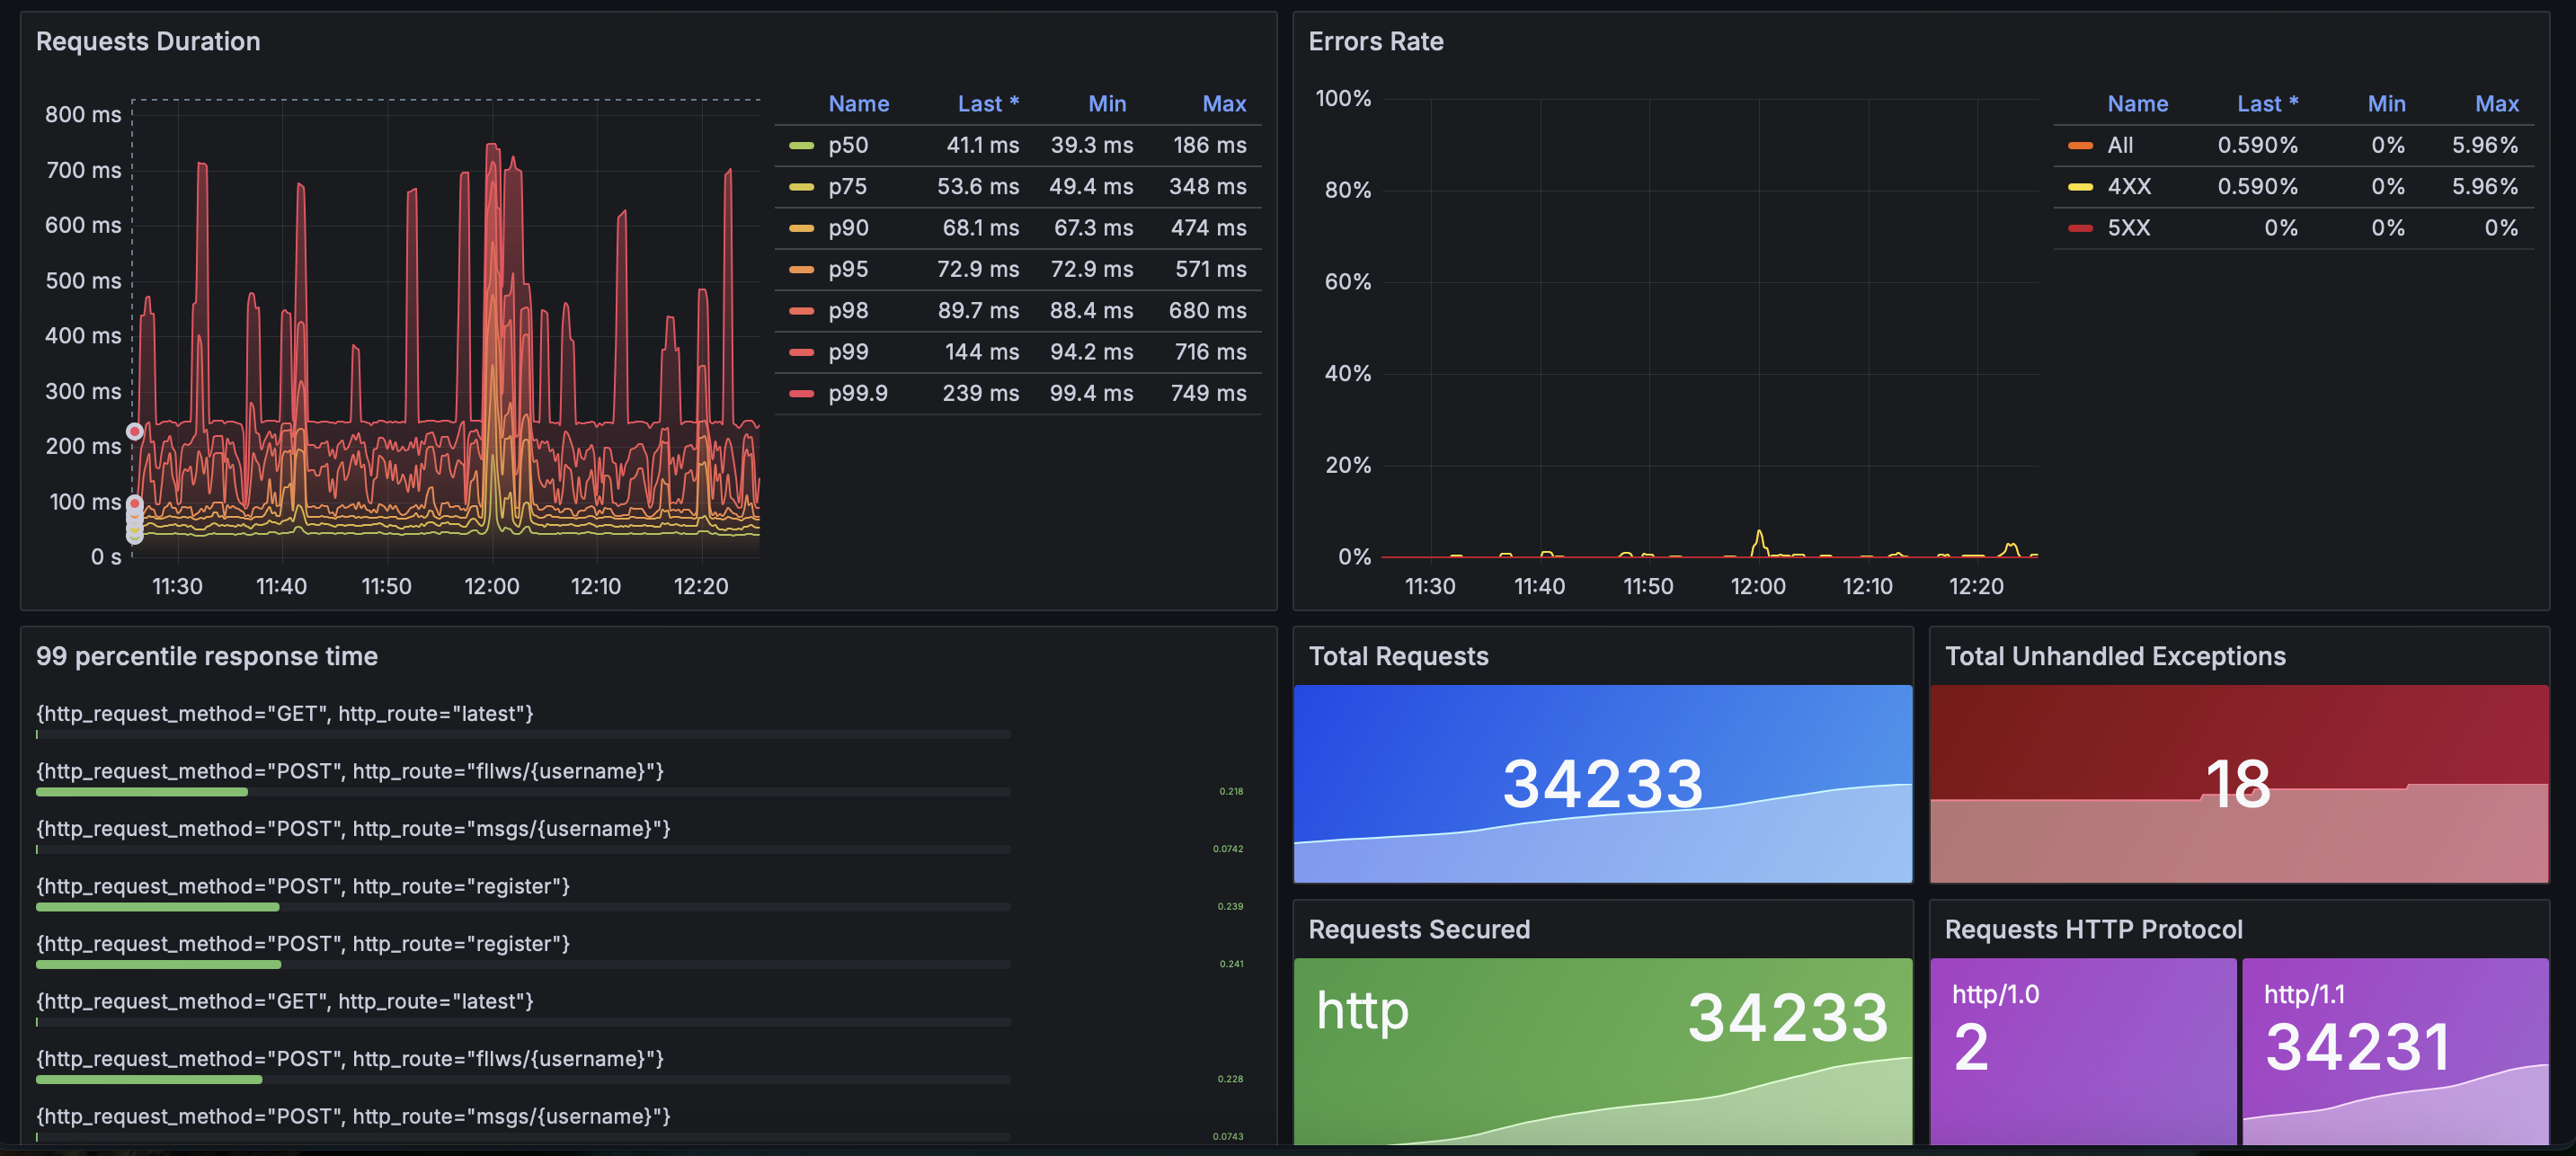 Requests Duration
800 ms
700 ms
600 ms
500 ms
400 ms
300 ms
200 ms
100 ms
0 s
11:30 11:40 11:50 12:00 12:10 12:20
Name Last * Min Max
p50 41.1 ms 39.3 ms 186 ms
p75 53.6 ms 49.4 ms 348 ms
p90 68.1 ms 67.3 ms 474 ms
p95 72.9 ms 72.9 ms 571 ms
p98 89.7 ms 88.4 ms 680 ms
p99 144 ms 94.2 ms 716 ms
p99.9 239 ms 99.4 ms 749 ms
Errors Rate
100%
80%
60%
40%
20%
0%
11:30 11:40 11:50 12:00 12:10 12:20
Name Last * Min Max
All 0.590% 0% 5.96%
4XX 0.590% 0% 5.96%
5XX 0% 0% 0%
99 percentile response time
{http_request_method="GET", http_route="latest"}
{http_request_method="POST", http_route="fllws/{username}"}
0.218
{http_request_method="POST", http_route="msgs/{username}"}
0.0742
{http_request_method="POST", http_route="register"}
0.239
{http_request_method="POST", http_route="register"}
0.241
{http_request_method="GET", http_route="latest"}
{http_request_method="POST", http_route="fllws/{username}"}
0.228
{http_request_method="POST", http_route="msgs/{username}"}
0.0743
Total Requests
34233
Total Unhandled Exceptions
18
Requests Secured
http 34233
Requests HTTP Protocol
http/1.0
2
http/1.1
34231